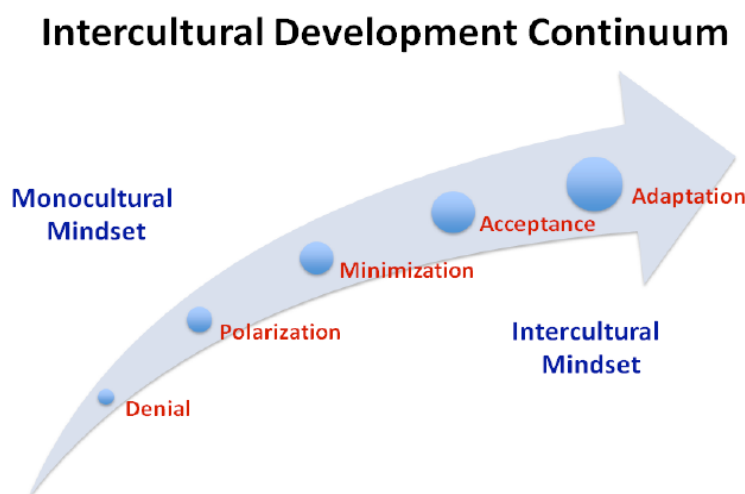 Intercultural Development Continuum
Monocultural
Mindset
Adaptation
Acceptance
Minimization
Polarization
Intercultural
Mindset
Denial